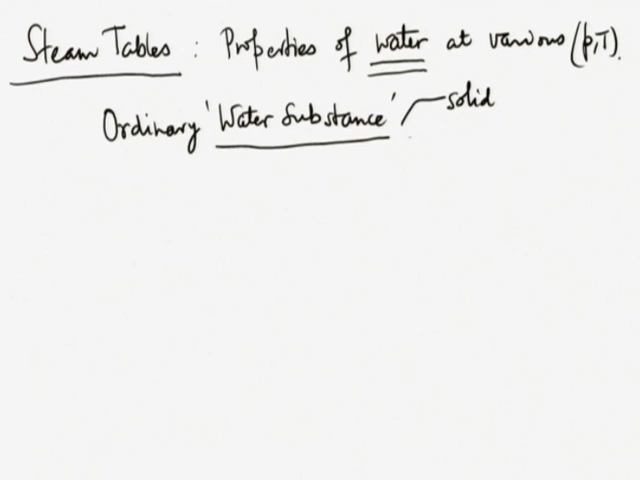 Steam Tables : Properties of water at various (p,T).
Ordinary 'Water Substance' solid